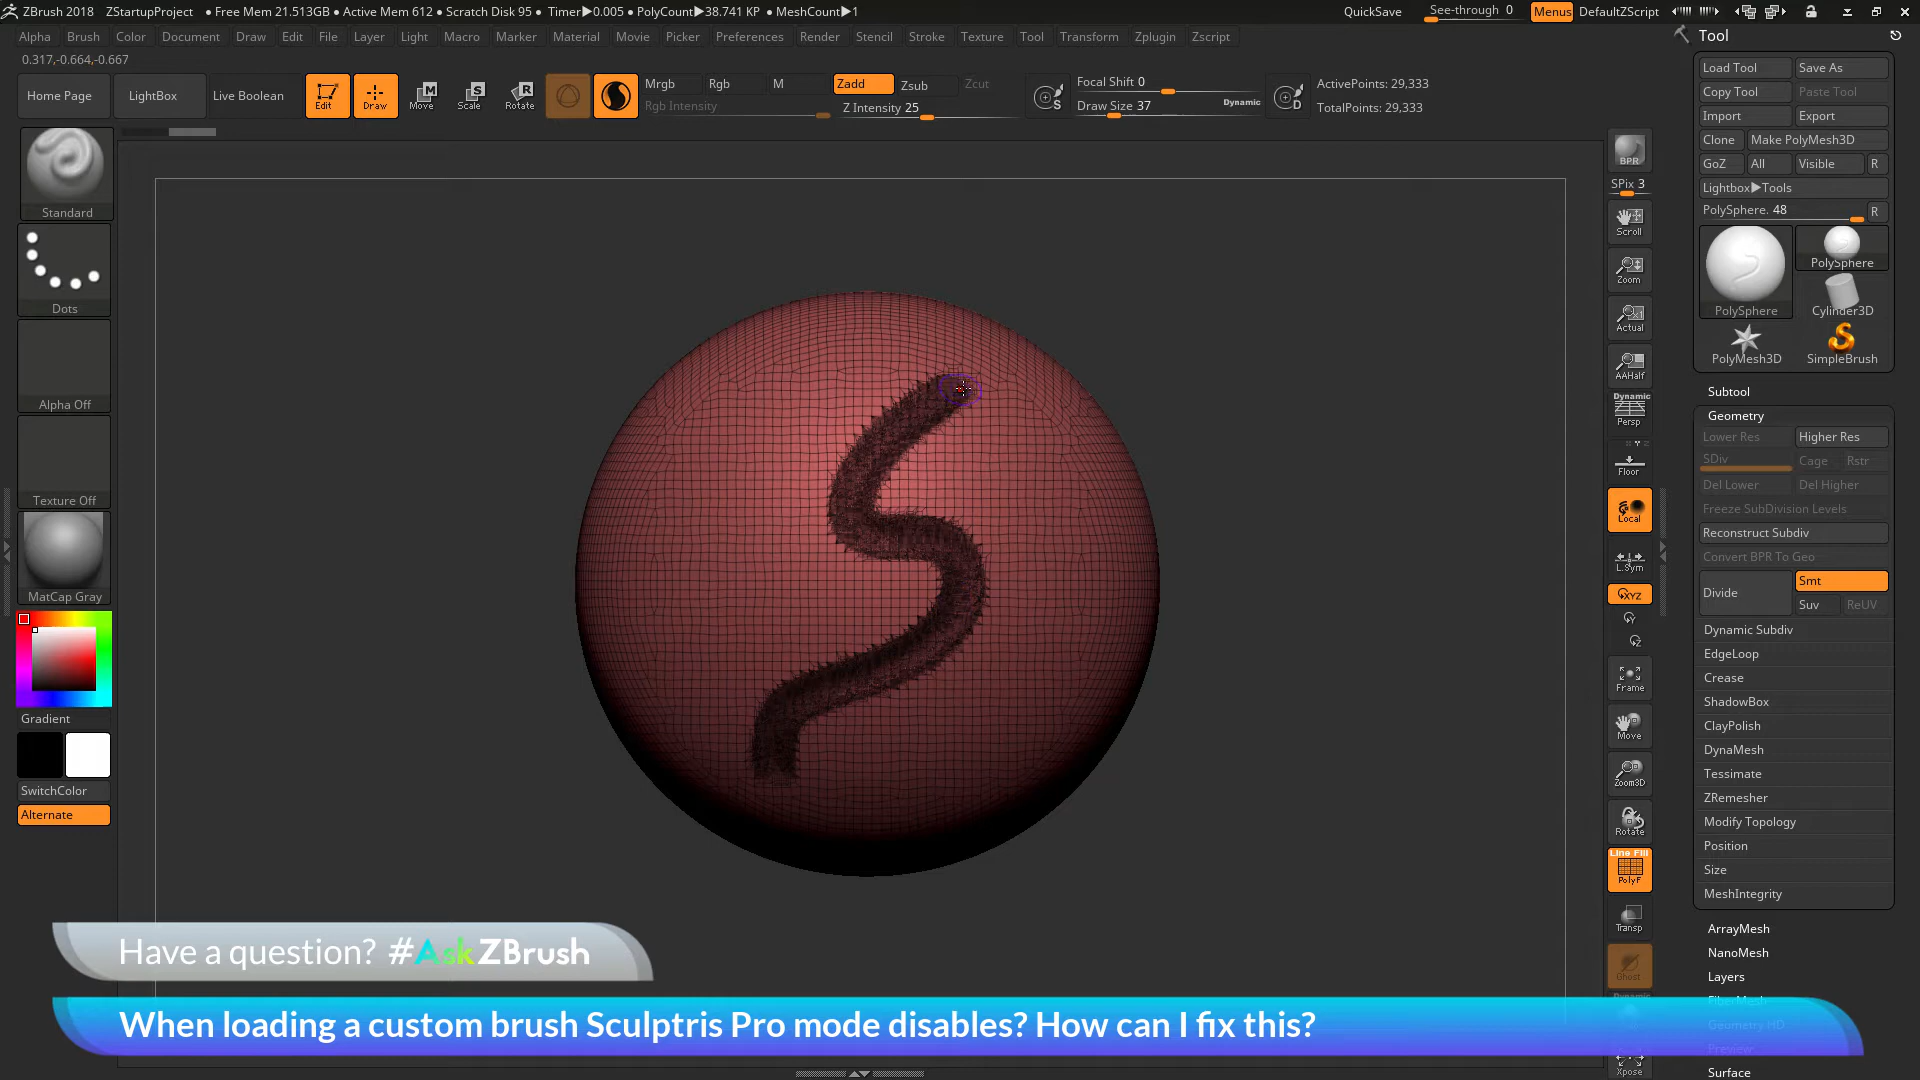 ZBrush 2018 ZStartupProject • Free Mem 21.513GB • Active Mem 612 • Scratch Disk 95 • Timer▶0.005 • PolyCount▶38.741 KP • MeshCount▶1 QuickSave See-through 0 Menus DefaultZScript
Alpha Brush Color Document Draw Edit File Layer Light Macro Marker Material Movie Picker Preferences Render Stencil Stroke Texture Tool Transform Zplugin Zscript
0.317,-0.664,-0.667
Home Page LightBox Live Boolean Edit Draw Move Scale Rotate
Mrgb Rgb M Zadd Zsub Zcut
Rgb Intensity Z Intensity 25
Focal Shift 0
Draw Size 37 Dynamic
ActivePoints: 29,333
TotalPoints: 29,333
Standard
Dots
Alpha Off
Texture Off
MatCap Gray
Gradient
SwitchColor
Alternate
BPR
SPix 3
Scroll
Zoom
Actual
AAHalf
Dynamic
Persp
Floor
Local
L.Sym
XYZ
Y
Z
Frame
Move
Zoom3D
Rotate
Line Fill
PolyF
Transp
Ghost
Dynamic
Xpose
Tool
Load Tool Save As
Copy Tool Paste Tool
Import Export
Clone Make PolyMesh3D
GoZ All Visible R
Lightbox▶Tools
PolySphere. 48 R
PolySphere
PolySphere Cylinder3D
PolyMesh3D SimpleBrush
Subtool
Geometry
Lower Res Higher Res
SDiv Cage Rstr
Del Lower Del Higher
Freeze SubDivision Levels
Reconstruct Subdiv
Convert BPR To Geo
Divide Smt
Suv ReUV
Dynamic Subdiv
EdgeLoop
Crease
ShadowBox
ClayPolish
DynaMesh
Tessimate
ZRemesher
Modify Topology
Position
Size
MeshIntegrity
ArrayMesh
NanoMesh
Layers
FiberMesh
Geometry HD
Preview
Surface
Have a question? #AskZBrush
When loading a custom brush Sculptris Pro mode disables? How can I fix this?